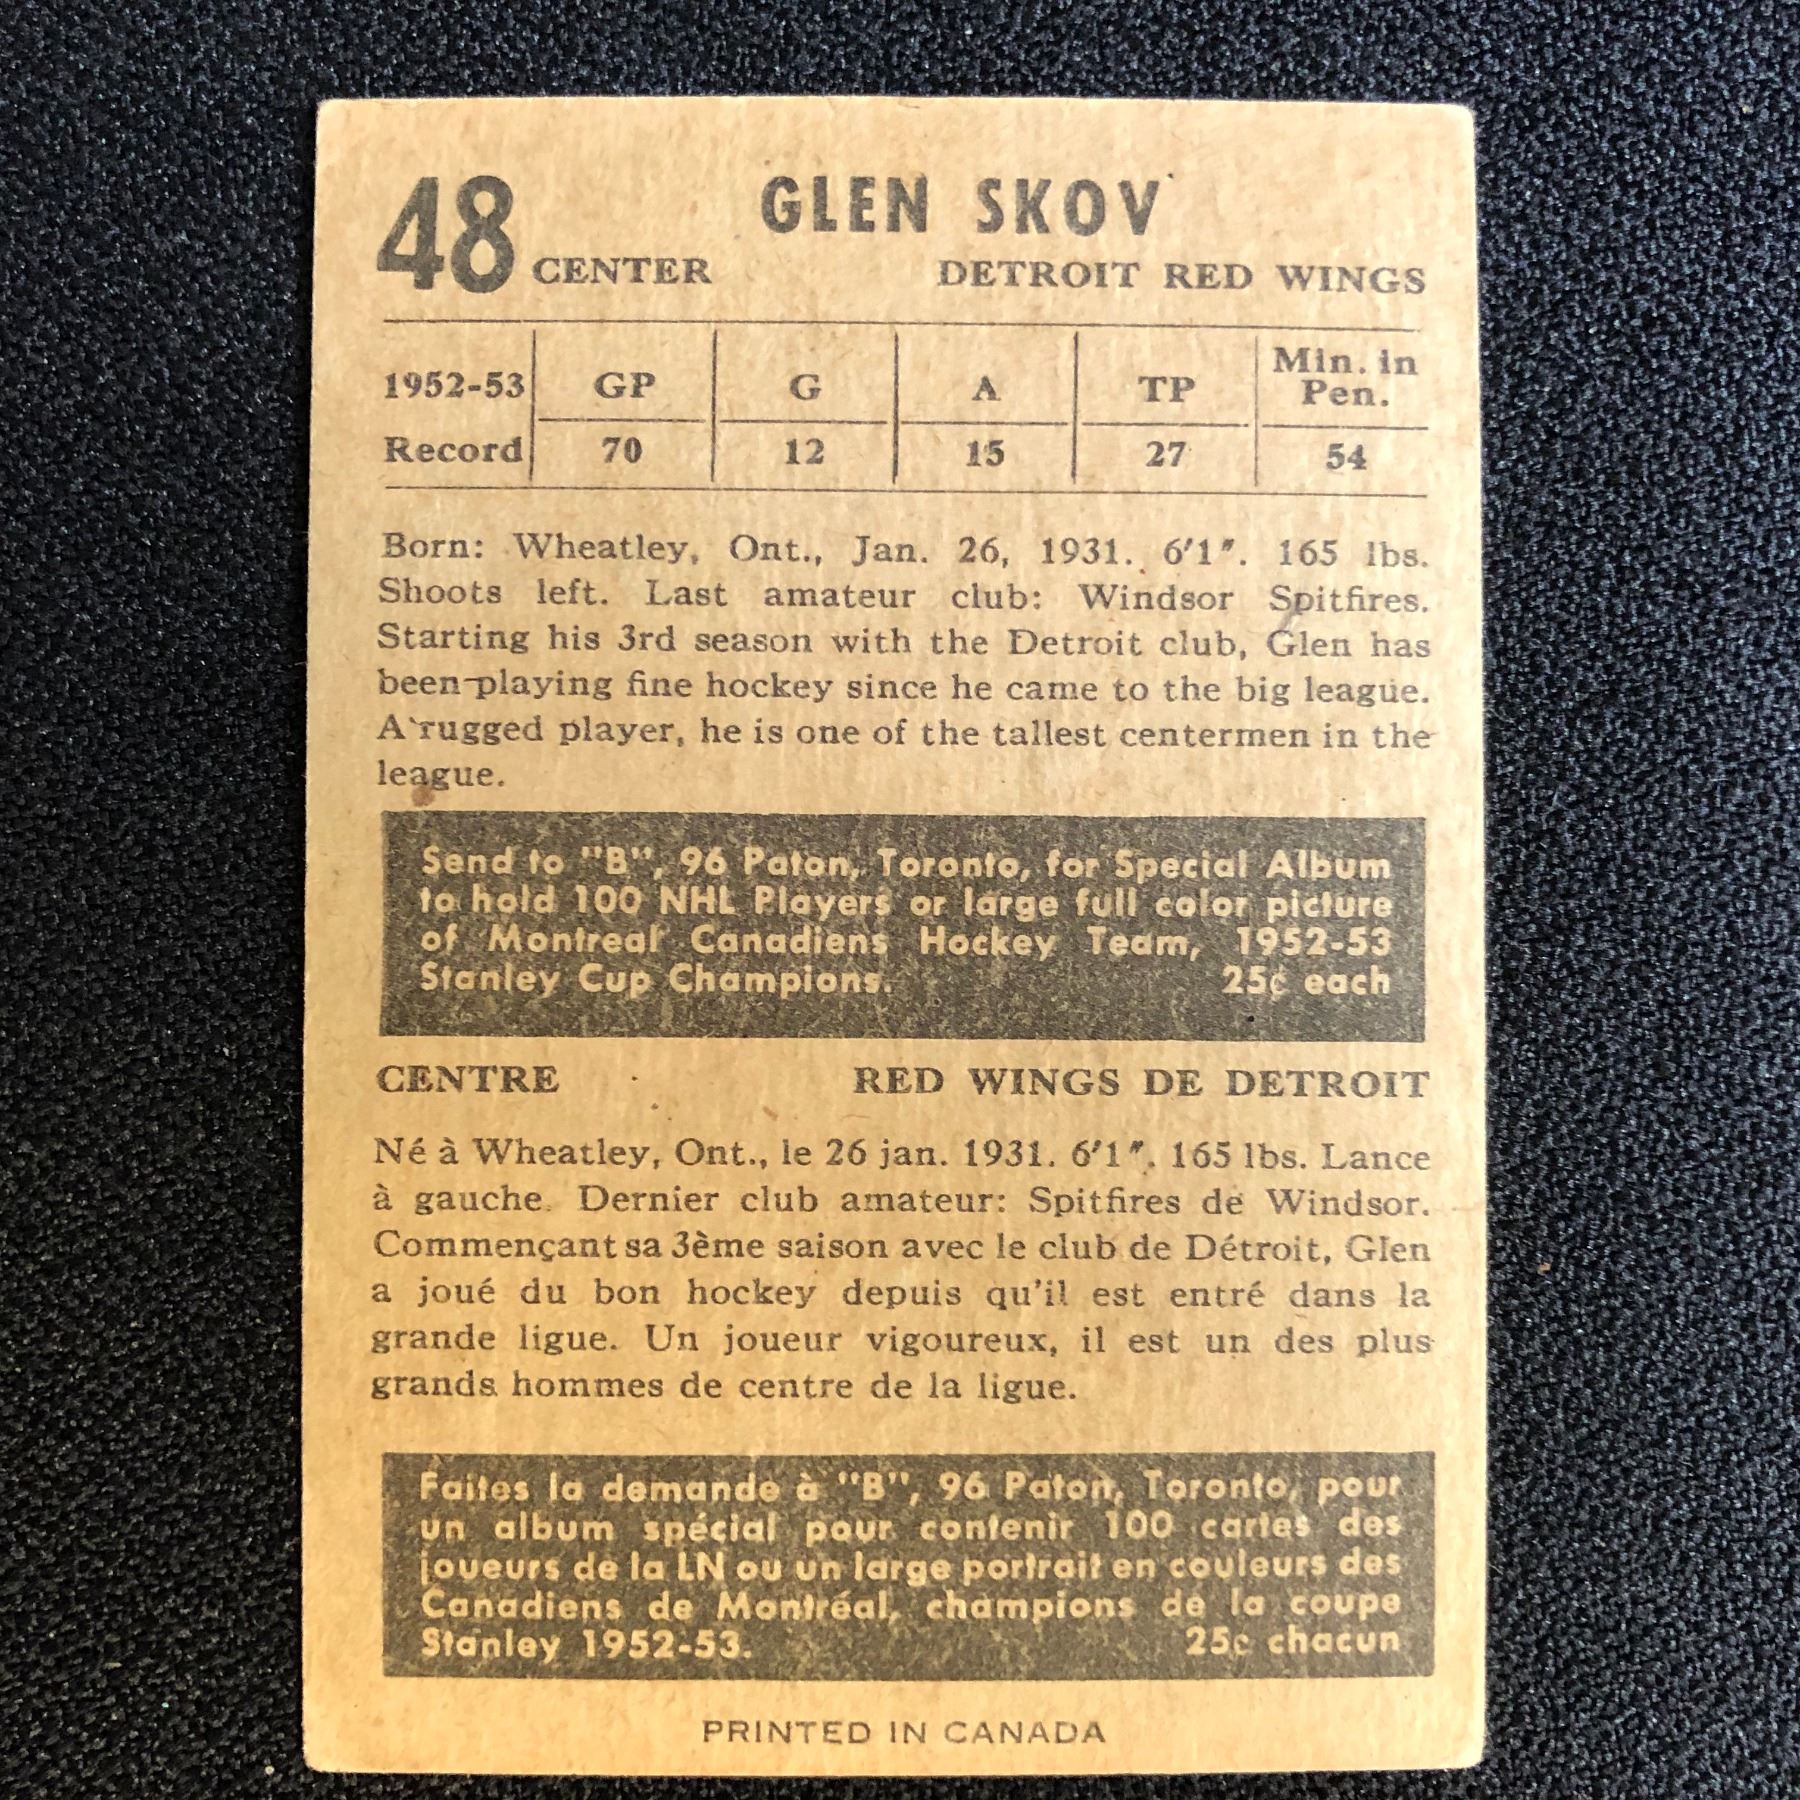 48 GLEN SKOV
CENTER DETROIT RED WINGS
1952-53 GP G A TP Min. in Pen.
Record 70 12 15 27 54
Born: Wheatley, Ont., Jan. 26, 1931. 6'1". 165 lbs.
Shoots left. Last amateur club: Windsor Spitfires.
Starting his 3rd season with the Detroit club, Glen has
been playing fine hockey since he came to the big league.
A rugged player, he is one of the tallest centermen in the
league.
Send to "B", 96 Paton, Toronto, for Special Album
to hold 100 NHL Players or large full color picture
of Montreal Canadiens Hockey Team, 1952-53
Stanley Cup Champions. 25¢ each
CENTRE RED WINGS DE DETROIT
Né à Wheatley, Ont., le 26 jan. 1931. 6'1". 165 lbs. Lance
à gauche. Dernier club amateur: Spitfires de Windsor.
Commençant sa 3ème saison avec le club de Détroit, Glen
a joué du bon hockey depuis qu'il est entré dans la
grande ligue. Un joueur vigoureux, il est un des plus
grands hommes de centre de la ligue.
Faites la demande à "B", 96 Paton, Toronto, pour
un album spécial pour contenir 100 cartes des
joueurs de la LN ou un large portrait en couleurs des
Canadiens de Montréal, champions de la coupe
Stanley 1952-53. 25c chacun
PRINTED IN CANADA